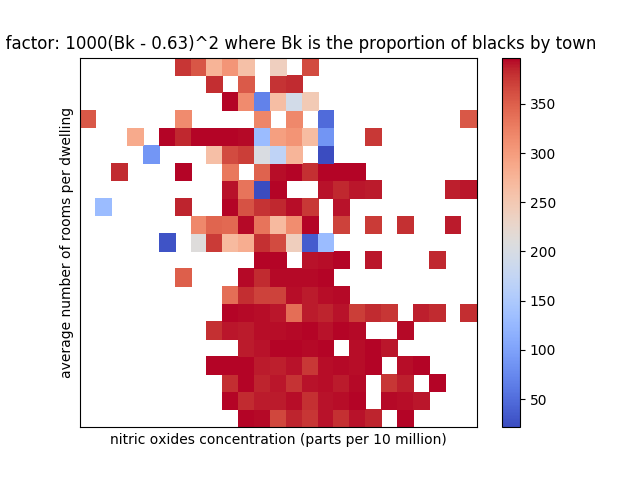 factor: 1000(Bk - 0.63)^2 where Bk is the proportion of blacks by town
average number of rooms per dwelling
nitric oxides concentration (parts per 10 million)
350
300
250
200
150
100
50